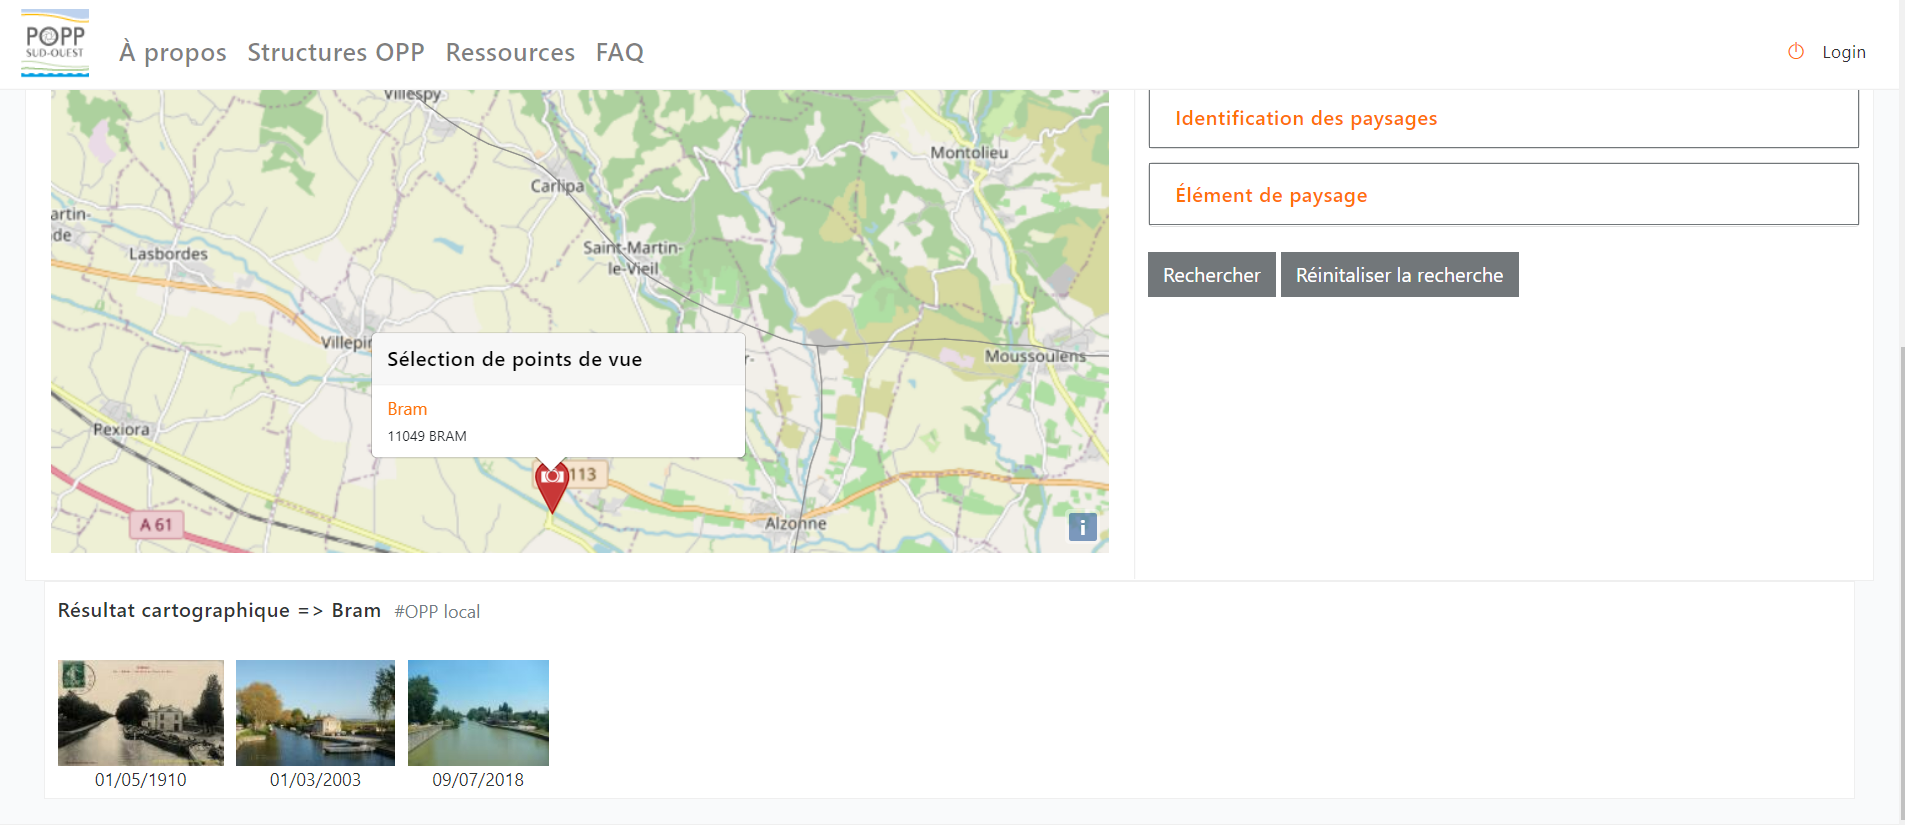 POPP
SUD-OUEST
À propos
Structures OPP
Ressources
FAQ
Login
Villespy
Montolieu
Carlipa
artin-
de
Lasbordes
Saint-Martin-
le-Vieil
Villepin
r-
Moussoulens
Sélection de points de vue
Bram
11049 BRAM
Pexiora
113
A 61
Alzonne
i
Identification des paysages
Élément de paysage
Rechercher
Réinitaliser la recherche
Résultat cartographique => Bram #OPP local
01/05/1910
01/03/2003
09/07/2018